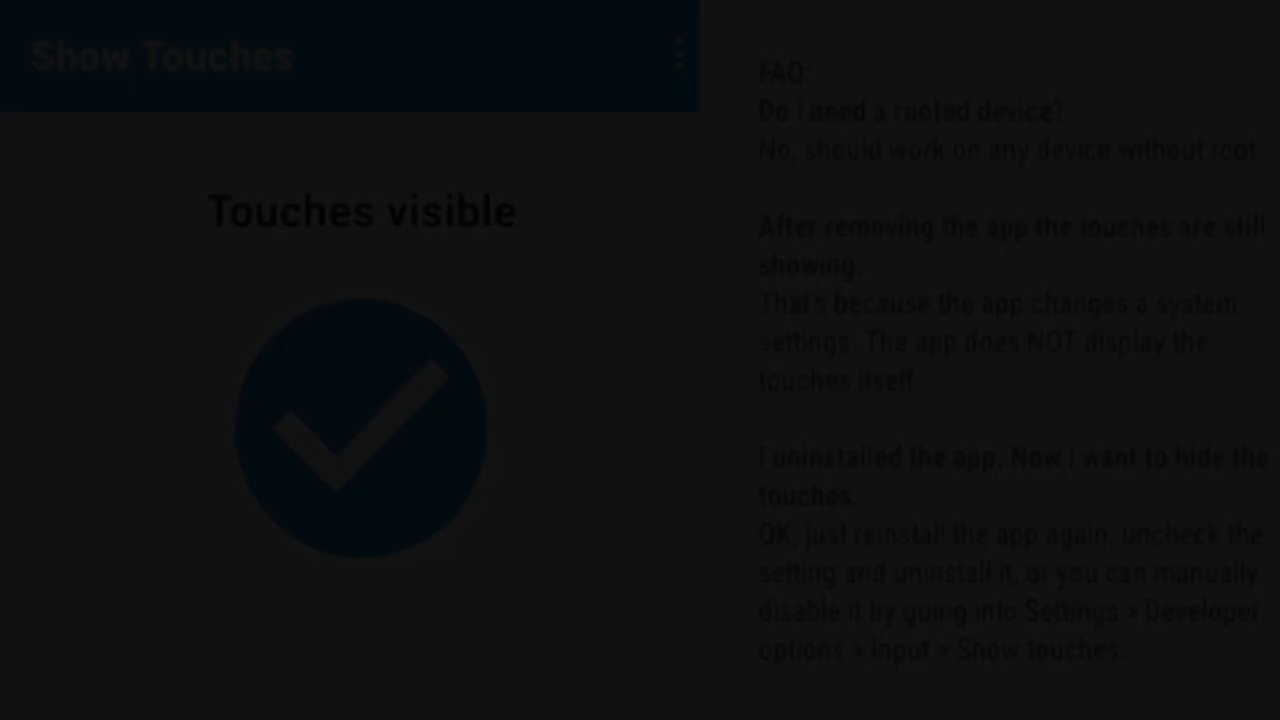 Show Touches
Touches visible
FAQ:
Do I need a rooted device?
No, should work on any device without root.
After removing the app the touches are still
showing.
That's because the app changes a system
settings. The app does NOT display the
touches itself.
I uninstalled the app. Now I want to hide the
touches.
OK, just reinstall the app again, uncheck the
setting and uninstall it, or you can manually
disable it by going into Settings > Developer
options > Input > Show touches.